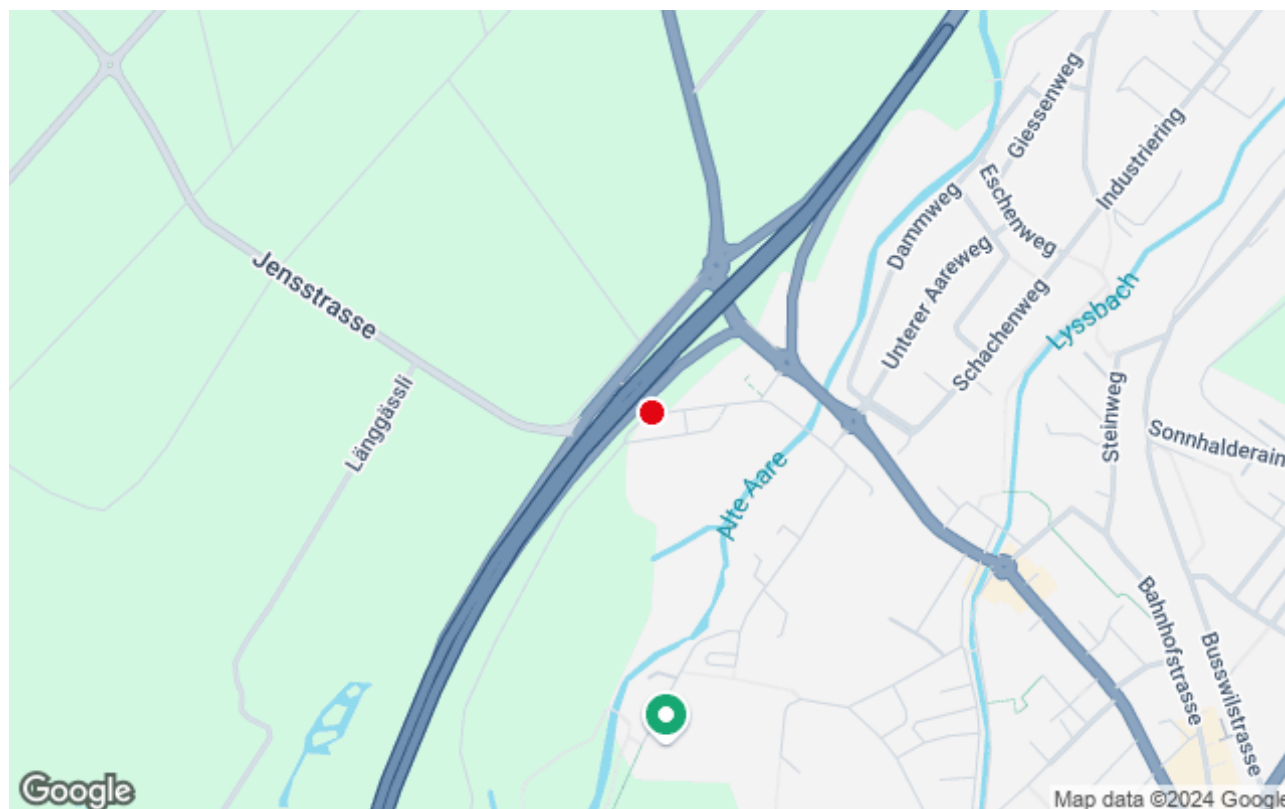 Giessenweg
Industriering
Eschenweg
Dammweg
Unterer Aareweg
Jensstrasse
Lyssbach
Schachenweg
Länggässli
Steinweg
Sonnhalderain
Alte Aare
Bahnhofstrasse
Busswilstrasse
Google
Map data ©2024 Google